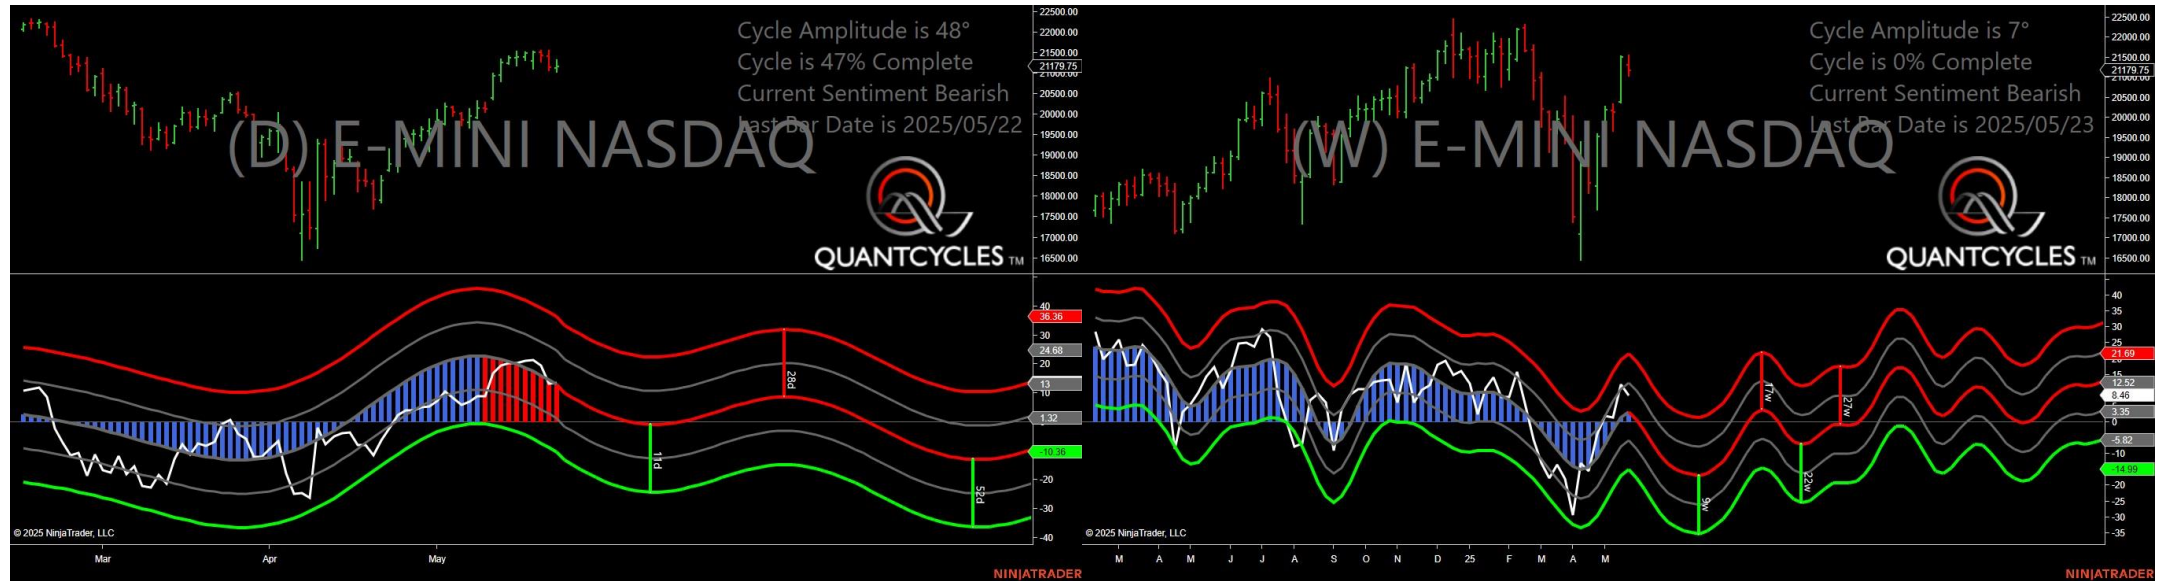 Cycle Amplitude is 48°
Cycle is 47% Complete
Current Sentiment Bearish
Last Bar Date is 2025/05/22
(D) E-MINI NASDAQ
QUANTCYCLES TM
22500.00
22000.00
21500.00
21179.75
21000.00
20500.00
20000.00
19500.00
19000.00
18500.00
18000.00
17500.00
17000.00
16500.00
40
36.36
30
24.68
20
13
10
1.32
-10.36
-20
-30
-40
11d
28d
52d
© 2025 NinjaTrader, LLC
Mar Apr May
NINJATRADER
Cycle Amplitude is 7°
Cycle is 0% Complete
Current Sentiment Bearish
Last Bar Date is 2025/05/23
(W) E-MINI NASDAQ
QUANTCYCLES TM
22500.00
22000.00
21500.00
21179.75
21000.00
20500.00
20000.00
19500.00
19000.00
18500.00
18000.00
17500.00
17000.00
16500.00
40
35
30
25
21.69
15
12.52
8.46
3.35
0
-5.82
-10
-14.99
-20
-25
-30
-35
9w
17w
22w
27w
© 2025 NinjaTrader, LLC
M A M J J A S O N D 25 F M A M
NINJATRADER